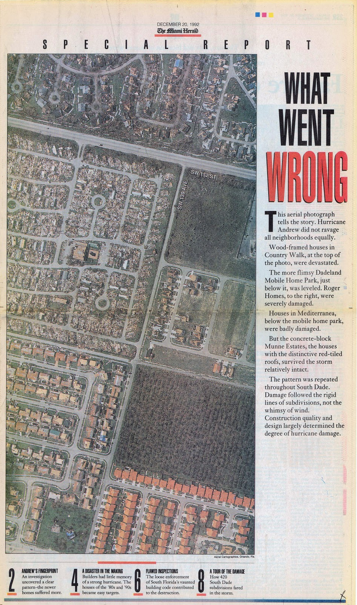 DECEMBER 20, 1992
The Miami Herald
SPECIAL REPORT
WHAT
WENT
WRONG
This aerial photograph
tells the story. Hurricane
Andrew did not ravage
all neighborhoods equally.
Wood-framed houses in
Country Walk, at the top of
the photo, were devastated.
The more flimsy Dadeland
Mobile Home Park, just
below it, was leveled. Roger
Homes, to the right, were
severely damaged.
Houses in Mediterranea,
below the mobile home park,
were badly damaged.
But the concrete-block
Munne Estates, the houses
with the distinctive red-tiled
roofs, survived the storm
relatively intact.
The pattern was repeated
throughout South Dade.
Damage followed the rigid
lines of subdivisions, not the
whimsy of wind.
Construction quality and
design largely determined the
degree of hurricane damage.
2
ANDREW'S FINGERPRINT
An investigation
uncovered a clear
pattern–the newer
houses suffered more.
4
A DISASTER IN THE MAKING
Builders had little memory
of a strong hurricane. The
houses of the '80s and '90s
became easy targets.
6
FLAWED INSPECTIONS
The loose enforcement
of South Florida's vaunted
building code contributed
to the destruction.
8
A TOUR OF THE DAMAGE
How 420
South Dade
subdivisions fared
in the storm.